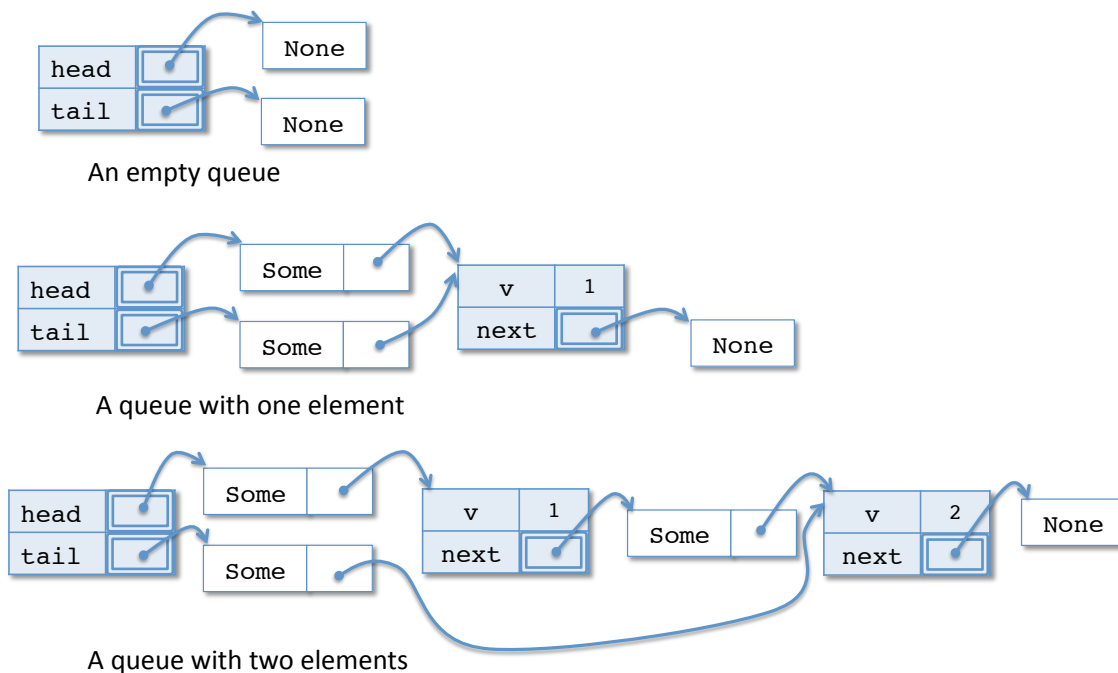 None
head
tail
None
An empty queue
Some
head
v 1
tail
Some
next
None
A queue with one element
Some
head
v 1
Some
v 2
None
tail
Some
next
next
A queue with two elements